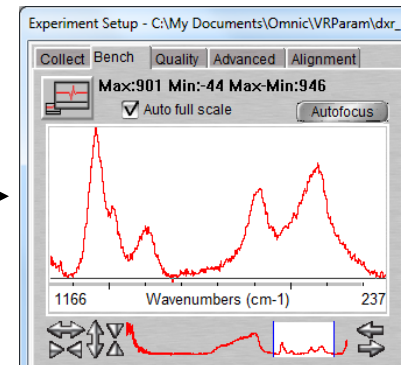 Experiment Setup - C:\My Documents\Omnic\VRParam\dxr_
Collect Bench Quality Advanced Alignment
Max:901 Min:-44 Max-Min:946
Auto full scale Autofocus
1166 Wavenumbers (cm-1) 237